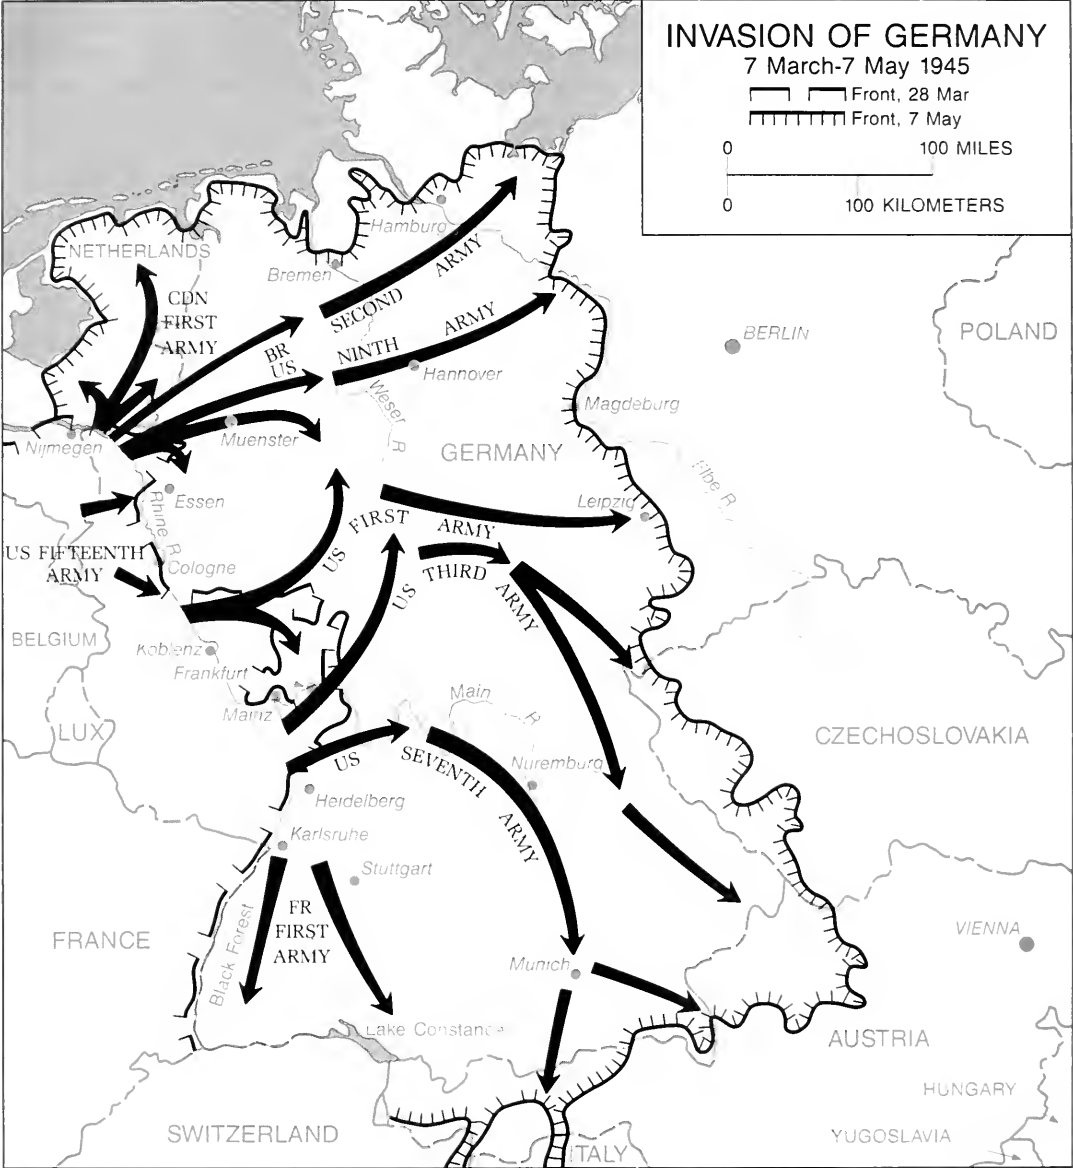 INVASION OF GERMANY
7 March-7 May 1945
Front, 28 Mar
Front, 7 May
0 100 MILES
0 100 KILOMETERS
Hamburg
NETHERLANDS
Bremen
SECOND ARMY
CDN
FIRST
ARMY
BR
US
NINTH ARMY
Hannover
BERLIN
POLAND
Weser R
Magdeburg
Muenster
Nijmegen
GERMANY
Elbe R
Essen
Leipzig
Rhine R
US FIRST ARMY
US FIFTEENTH
ARMY
Cologne
US THIRD ARMY
BELGIUM
Koblenz
Frankfurt
Main R
Mainz
LUX
CZECHOSLOVAKIA
US SEVENTH ARMY
Nuremburg
Heidelberg
Karlsruhe
Stuttgart
FR
FIRST
ARMY
Black Forest
FRANCE
VIENNA
Munich
Lake Constance
AUSTRIA
HUNGARY
SWITZERLAND
ITALY
YUGOSLAVIA